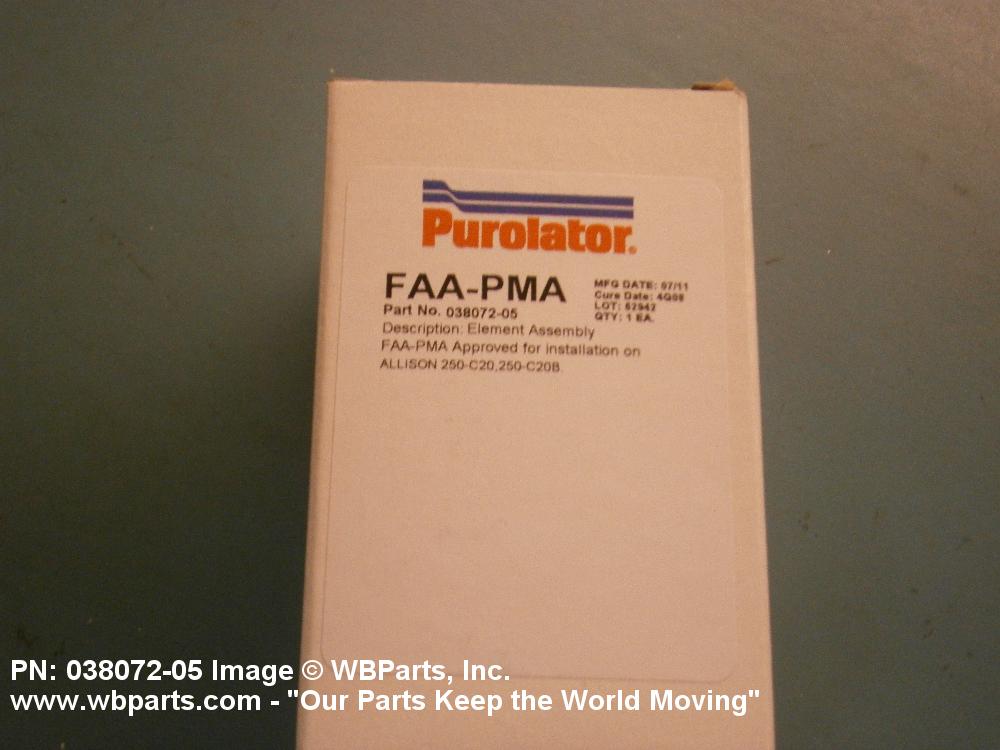 Purolator®
FAA-PMA
Part No. 038072-05
Description: Element Assembly
FAA-PMA Approved for installation on
ALLISON 250-C20,250-C20B.
MFG DATE: 07/11
Cure Date: 4Q08
LOT: 62942
QTY: 1 EA.
PN: 038072-05 Image © WBParts, Inc.
www.wbparts.com - "Our Parts Keep the World Moving"